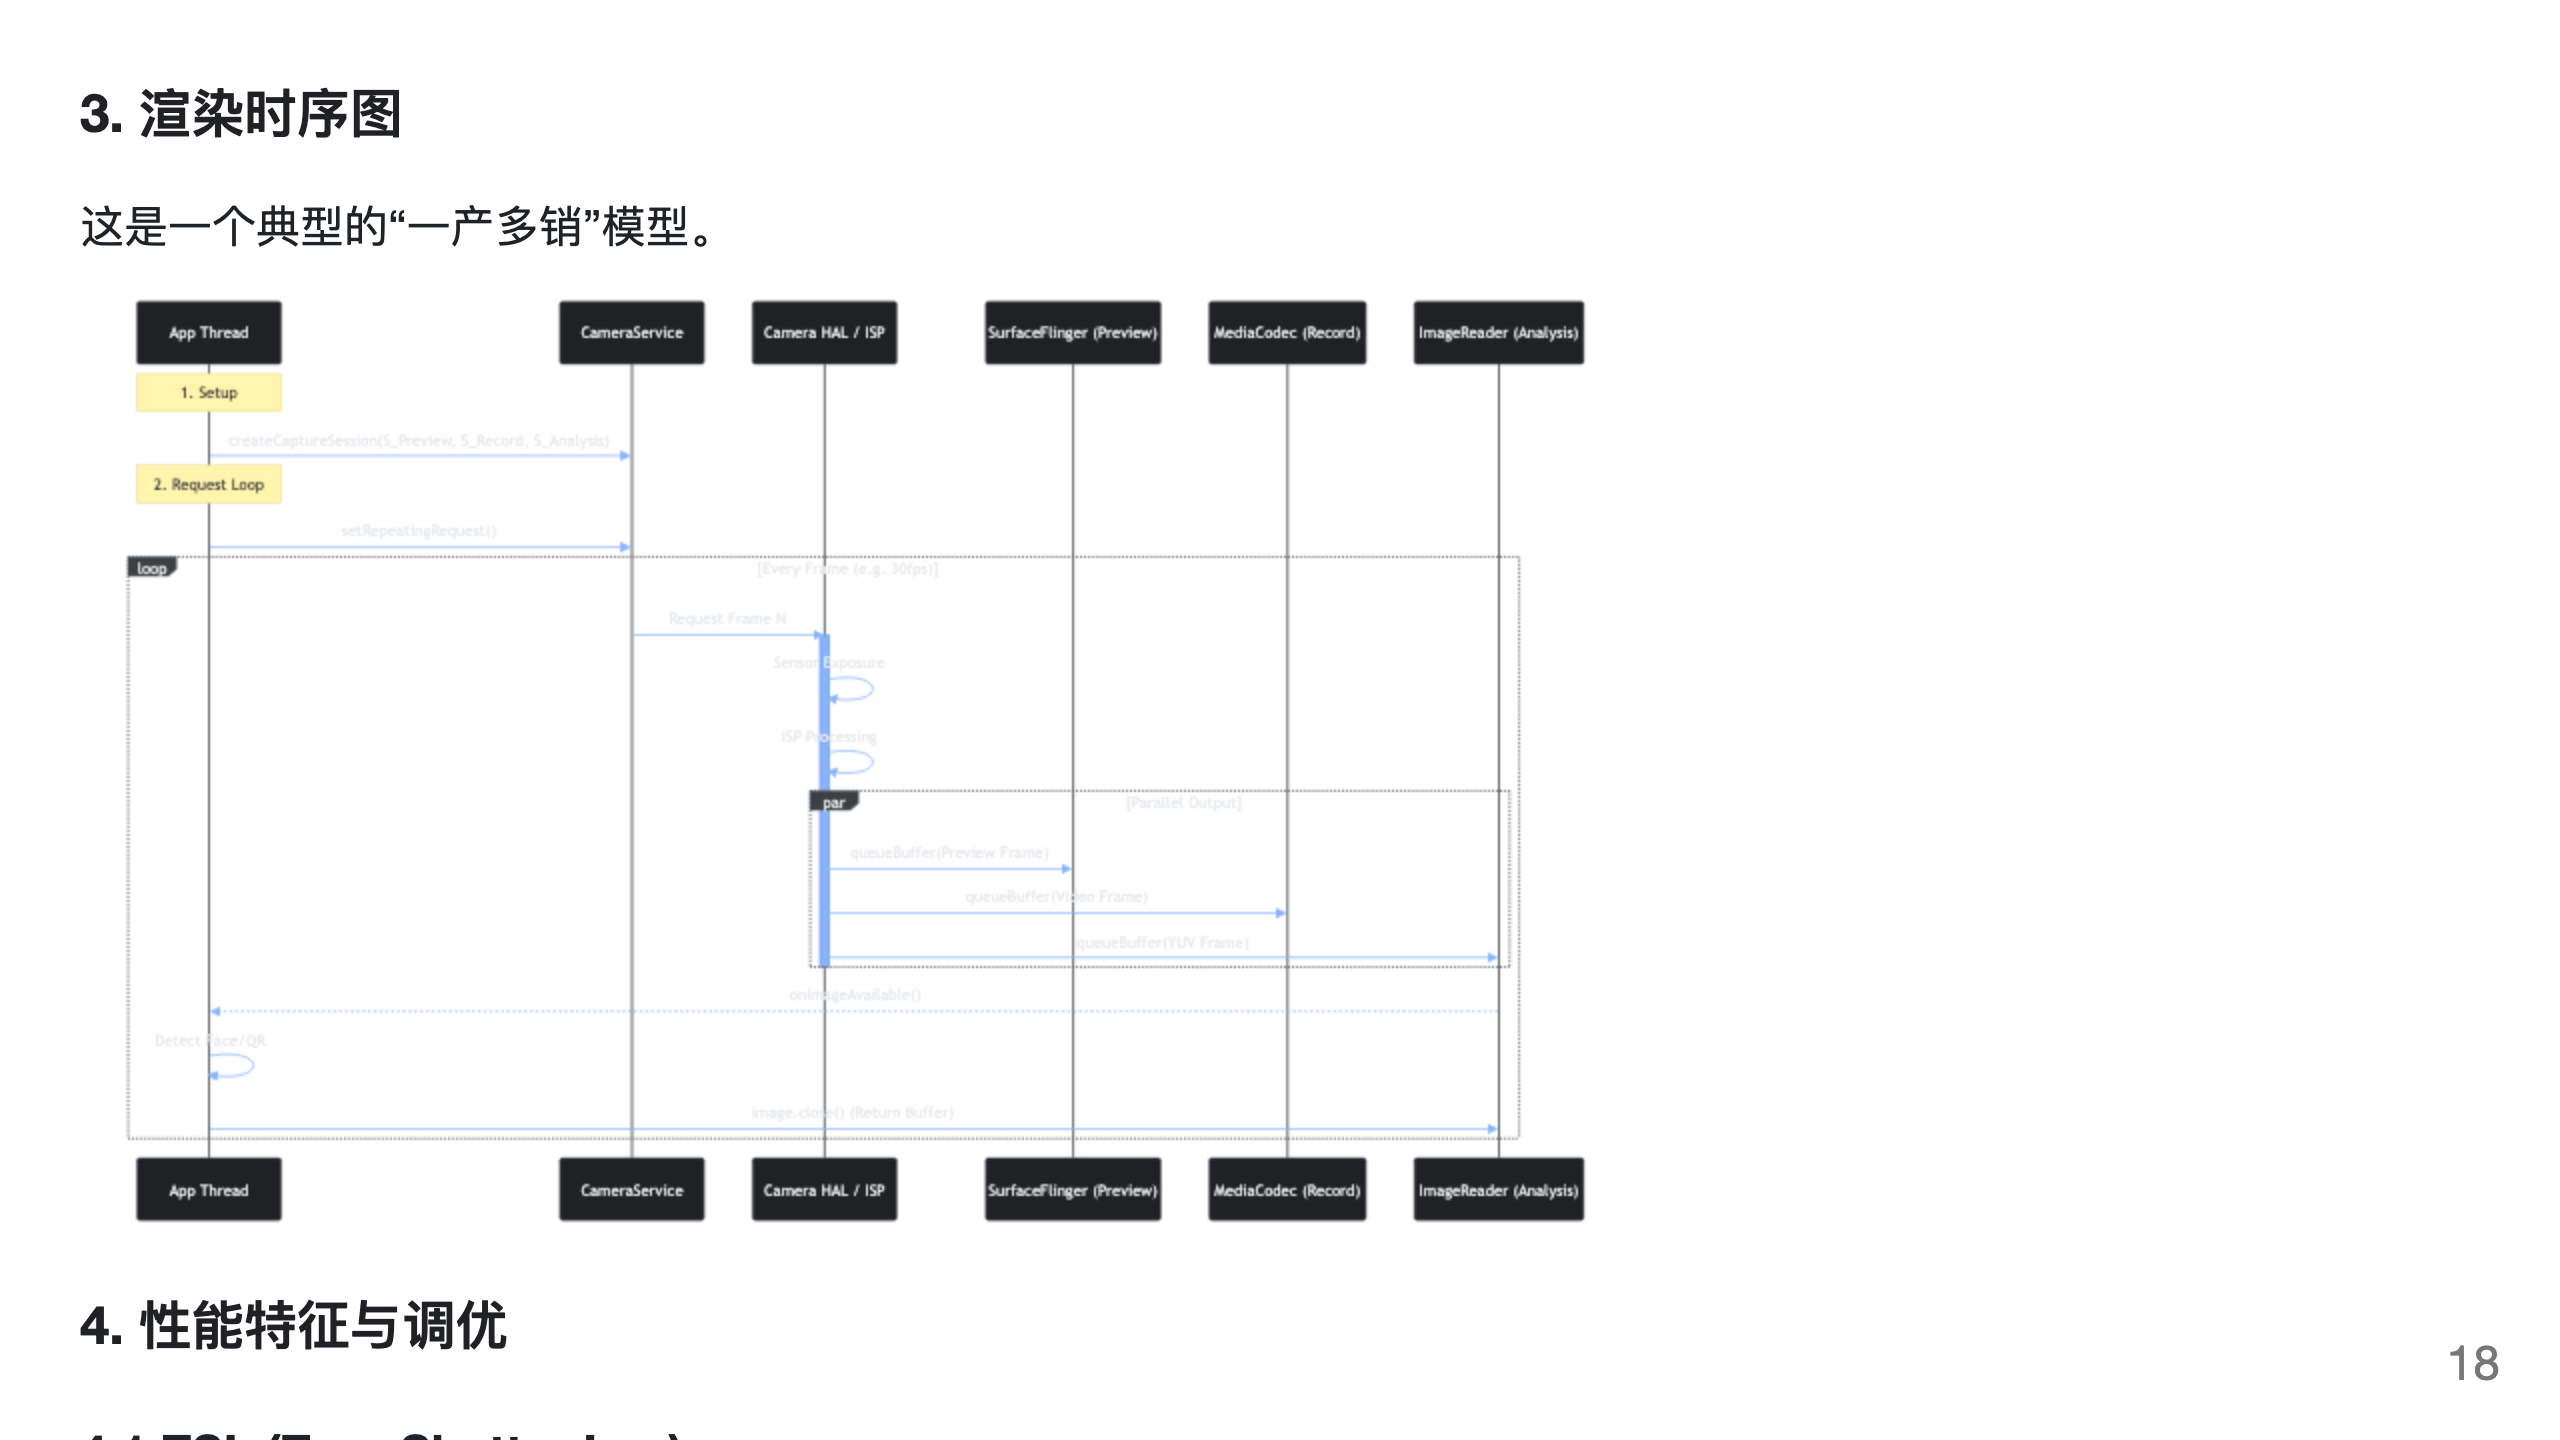 3. 渲染时序图
这是一个典型的“一产多销”模型。
App Thread
CameraService
Camera HAL / ISP
SurfaceFlinger (Preview)
MediaCodec (Record)
ImageReader (Analysis)
1. Setup
createCaptureSession(S_Preview, S_Record, S_Analysis)
2. Request Loop
setRepeatingRequest()
loop
[Every Frame (e.g. 30fps)]
Request Frame N
Sensor Exposure
ISP Processing
par
[Parallel Output]
queueBuffer(Preview Frame)
queueBuffer(Video Frame)
queueBuffer(YUV Frame)
onImageAvailable()
Detect Face/QR
image.close() (Return Buffer)
App Thread
CameraService
Camera HAL / ISP
SurfaceFlinger (Preview)
MediaCodec (Record)
ImageReader (Analysis)
4. 性能特征与调优
18